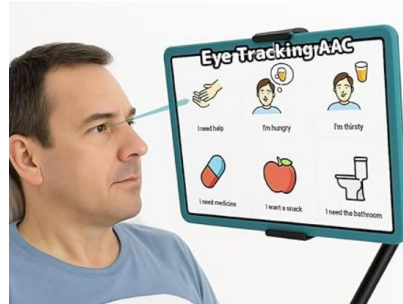 Eye Tracking AAC
I need help
I'm hungry
I'm thirsty
I need medicine
I want a snack
I need the bathroom